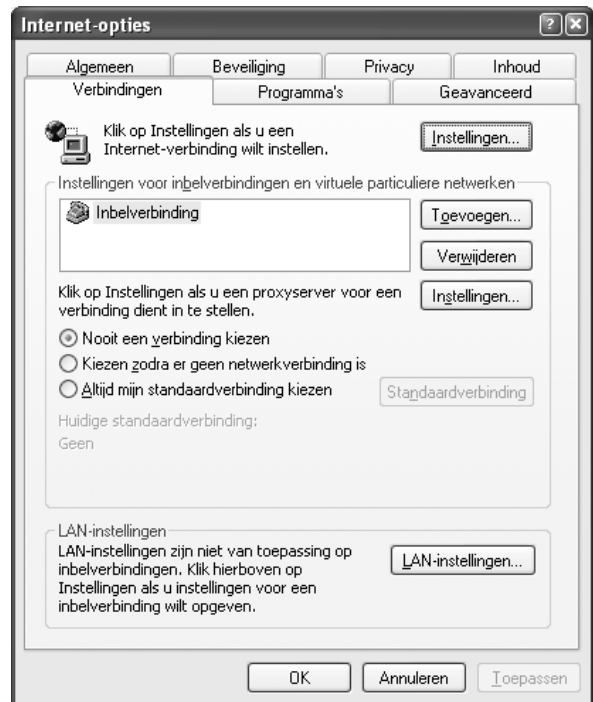 Internet-opties
Algemeen Beveiliging Privacy Inhoud
Verbindingen Programma's Geavanceerd
Klik op Instellingen als u een
Internet-verbinding wilt instellen.
Instellingen...
Instellingen voor inbelverbindingen en virtuele particuliere netwerken
Inbelverbinding
Toevoegen...
Verwijderen
Klik op Instellingen als u een proxyserver voor een
verbinding dient in te stellen.
Instellingen...
Nooit een verbinding kiezen
Kiezen zodra er geen netwerkverbinding is
Altijd mijn standaardverbinding kiezen
Standaardverbinding
Huidige standaardverbinding:
Geen
LAN-instellingen
LAN-instellingen zijn niet van toepassing op
inbelverbindingen. Klik hierboven op
Instellingen als u instellingen voor een
inbelverbinding wilt opgeven.
LAN-instellingen...
OK Annuleren Toepassen